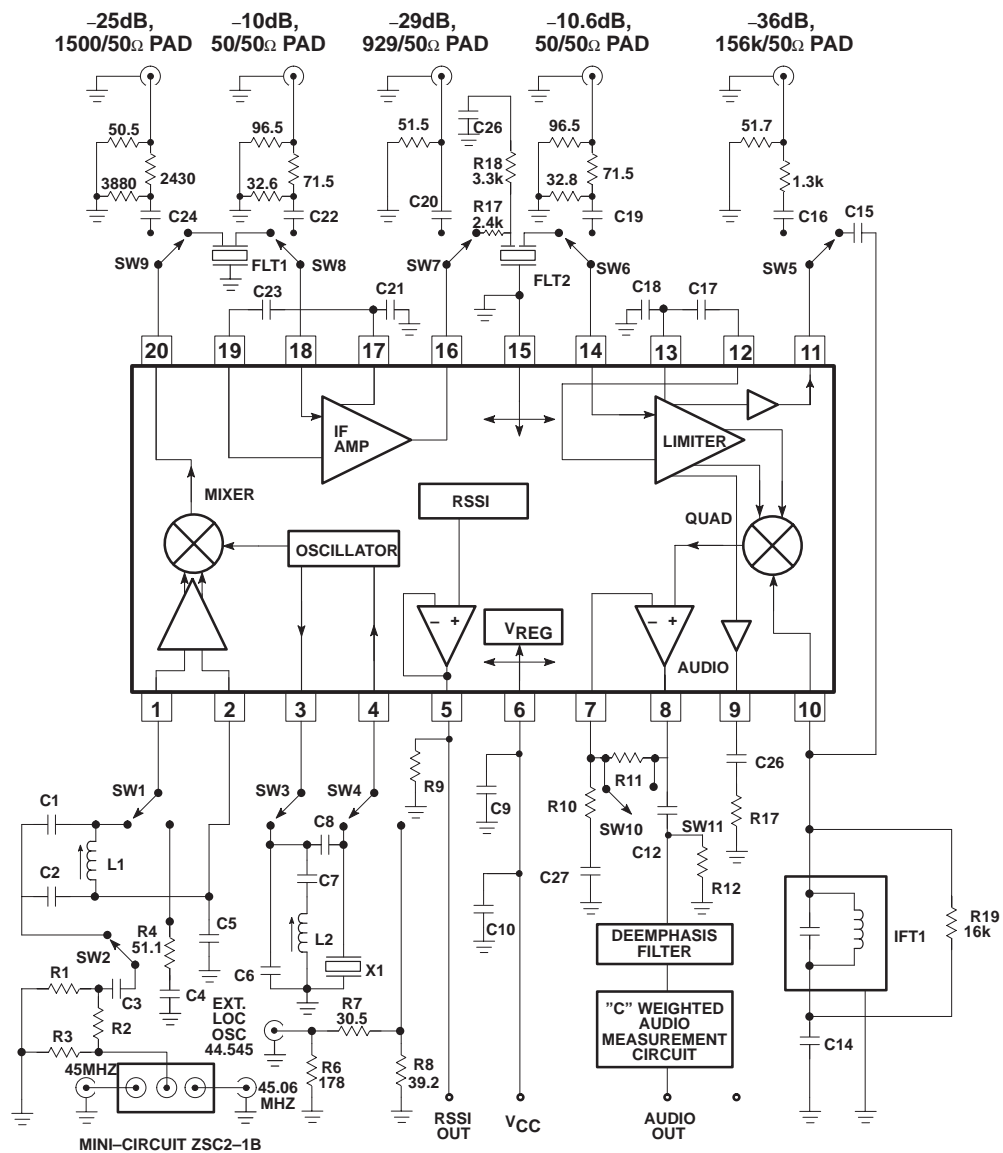 –25dB,
1500/50Ω PAD
–10dB,
50/50Ω PAD
–29dB,
929/50Ω PAD
–10.6dB,
50/50Ω PAD
–36dB,
156k/50Ω PAD
50.5
2430
3880
C24
96.5
71.5
32.6
C22
51.5
C20
C26
R18
3.3k
R17
2.4k
96.5
71.5
32.8
C19
51.7
1.3k
C16
C15
SW9
FLT1
SW8
SW7
FLT2
SW6
SW5
C23
C21
C18
C17
20
19
18
17
16
15
14
13
12
11
IF
AMP
LIMITER
MIXER
RSSI
QUAD
OSCILLATOR
– +
VREG
– +
AUDIO
1
2
3
4
5
6
7
8
9
10
SW1
C1
L1
C2
R4
51.1
C5
SW2
R1
C3
C4
R2
R3
45MHZ
45.06
MHZ
MINI–CIRCUIT ZSC2–1B
SW3
SW4
C8
C7
L2
C6
X1
EXT.
LOC
OSC
44.545
R7
30.5
R6
178
R8
39.2
R9
RSSI
OUT
C9
C10
VCC
R11
R10
SW10
SW11
C27
C12
R12
C26
R17
DEEMPHASIS
FILTER
"C" WEIGHTED
AUDIO
MEASUREMENT
CIRCUIT
AUDIO
OUT
IFT1
R19
16k
C14